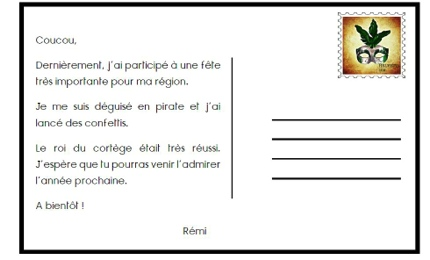 Coucou,
Dernièrement, j'ai participé à une fête
très importante pour ma région.
Je me suis déguisé en pirate et j'ai
lancé des confettis.
Le roi du cortège était très réussi.
J'espère que tu pourras venir l'admirer
l'année prochaine.
A bientôt !
Rémi